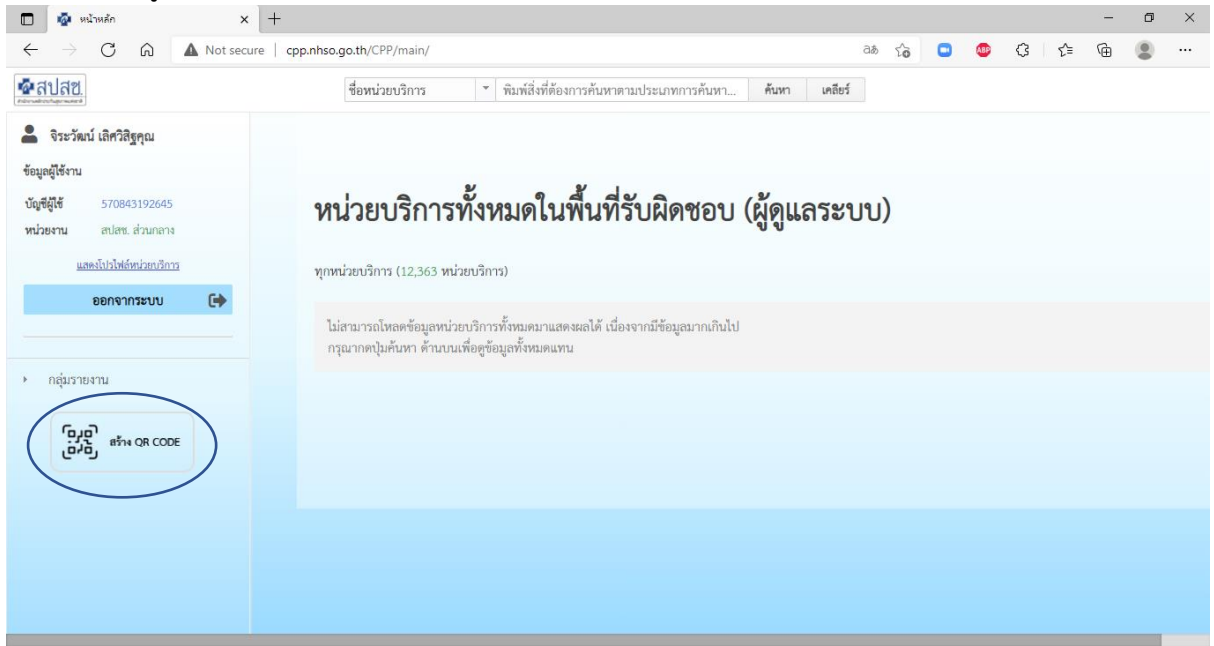 หน้าหลัก
Not secure | cpp.nhso.go.th/CPP/main/
สปสช.
ชื่อหน่วยบริการ พิมพ์สิ่งที่ต้องการค้นหาตามประเภทการค้นหา... ค้นหา เคลียร์
จิระวัฒน์ เลิศวิสิฐคุณ
ข้อมูลผู้ใช้งาน
บัญชีผู้ใช้ 570843192645
หน่วยงาน สปสช. ส่วนกลาง
แสดงโปรไฟล์หน่วยบริการ
ออกจากระบบ
กลุ่มรายงาน
สร้าง QR CODE
หน่วยบริการทั้งหมดในพื้นที่รับผิดชอบ (ผู้ดูแลระบบ)
ทุกหน่วยบริการ (12,363 หน่วยบริการ)
ไม่สามารถโหลดข้อมูลหน่วยบริการทั้งหมดมาแสดงผลได้ เนื่องจากมีข้อมูลมากเกินไป
กรุณากดปุ่มค้นหา ด้านบนเพื่อดูข้อมูลทั้งหมดแทน